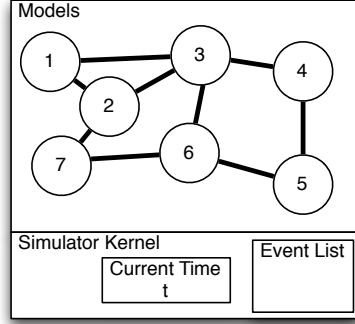 Models
1
3
4
2
7
6
5
Simulator Kernel
Event List
Current Time
t